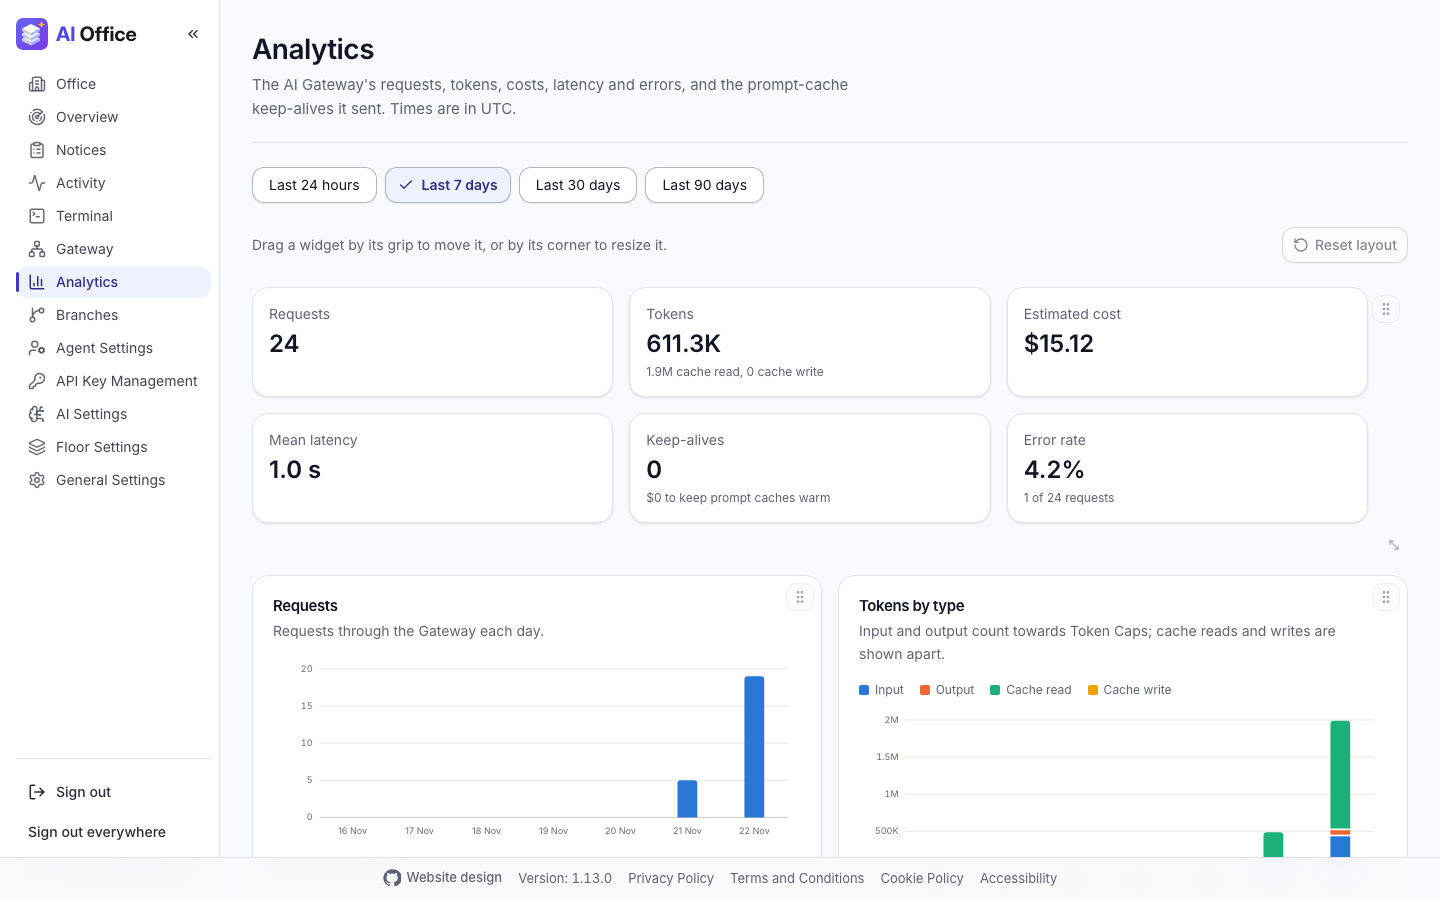 AI Office
Office
Overview
Notices
Activity
Terminal
Gateway
Analytics
Branches
Agent Settings
API Key Management
AI Settings
Floor Settings
General Settings
Sign out
Sign out everywhere
Analytics
The AI Gateway's requests, tokens, costs, latency and errors, and the prompt-cache
keep-alives it sent. Times are in UTC.
Last 24 hours
Last 7 days
Last 30 days
Last 90 days
Drag a widget by its grip to move it, or by its corner to resize it.
Reset layout
Requests
24
Tokens
611.3K
1.9M cache read, 0 cache write
Estimated cost
$15.12
Mean latency
1.0 s
Keep-alives
0
$0 to keep prompt caches warm
Error rate
4.2%
1 of 24 requests
Requests
Requests through the Gateway each day.
20
15
10
5
0
16 Nov
17 Nov
18 Nov
19 Nov
20 Nov
21 Nov
22 Nov
Tokens by type
Input and output count towards Token Caps; cache reads and writes are
shown apart.
Input
Output
Cache read
Cache write
2M
1.5M
1M
500K
Website design
Version: 1.13.0
Privacy Policy
Terms and Conditions
Cookie Policy
Accessibility